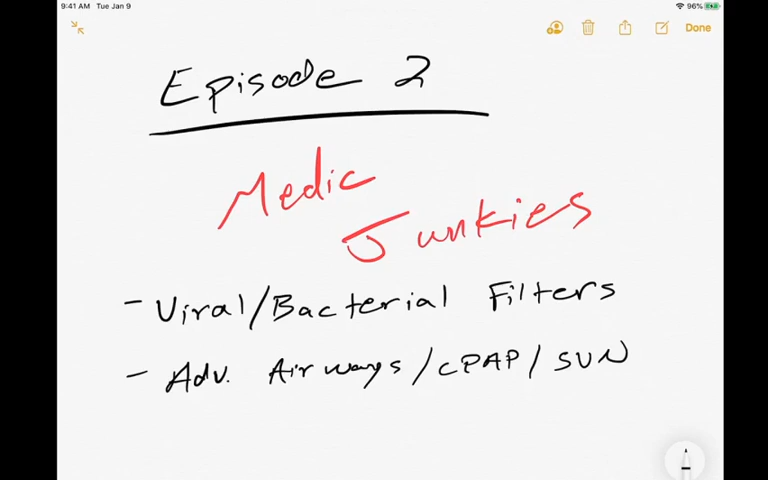 9:41 AM Tue Jan 9
96%
Done
Episode 2
Medic
Junkies
- Viral/Bacterial Filters
- Adv. Airways/CPAP/SVN